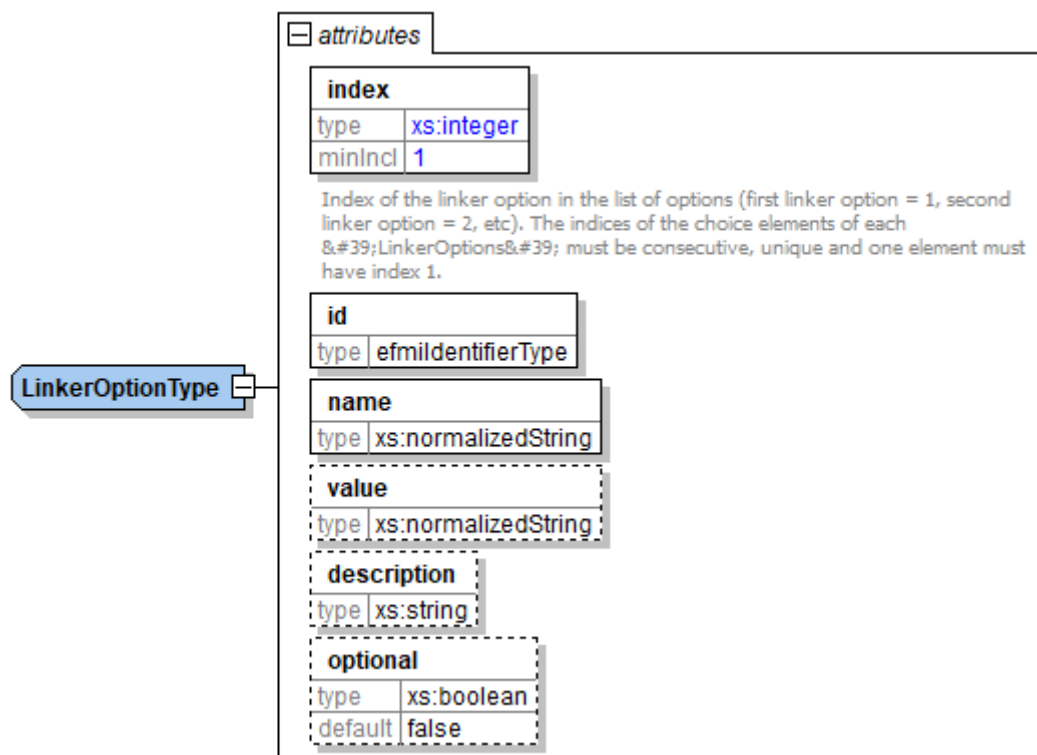 attributes
index
type xs:integer
minIncl 1
Index of the linker option in the list of options (first linker option = 1, second
linker option = 2, etc). The indices of the choice elements of each
&#39;LinkerOptions&#39; must be consecutive, unique and one element must
have index 1.
id
type efmiIdentifierType
LinkerOptionType
name
type xs:normalizedString
value
type xs:normalizedString
description
type xs:string
optional
type xs:boolean
default false